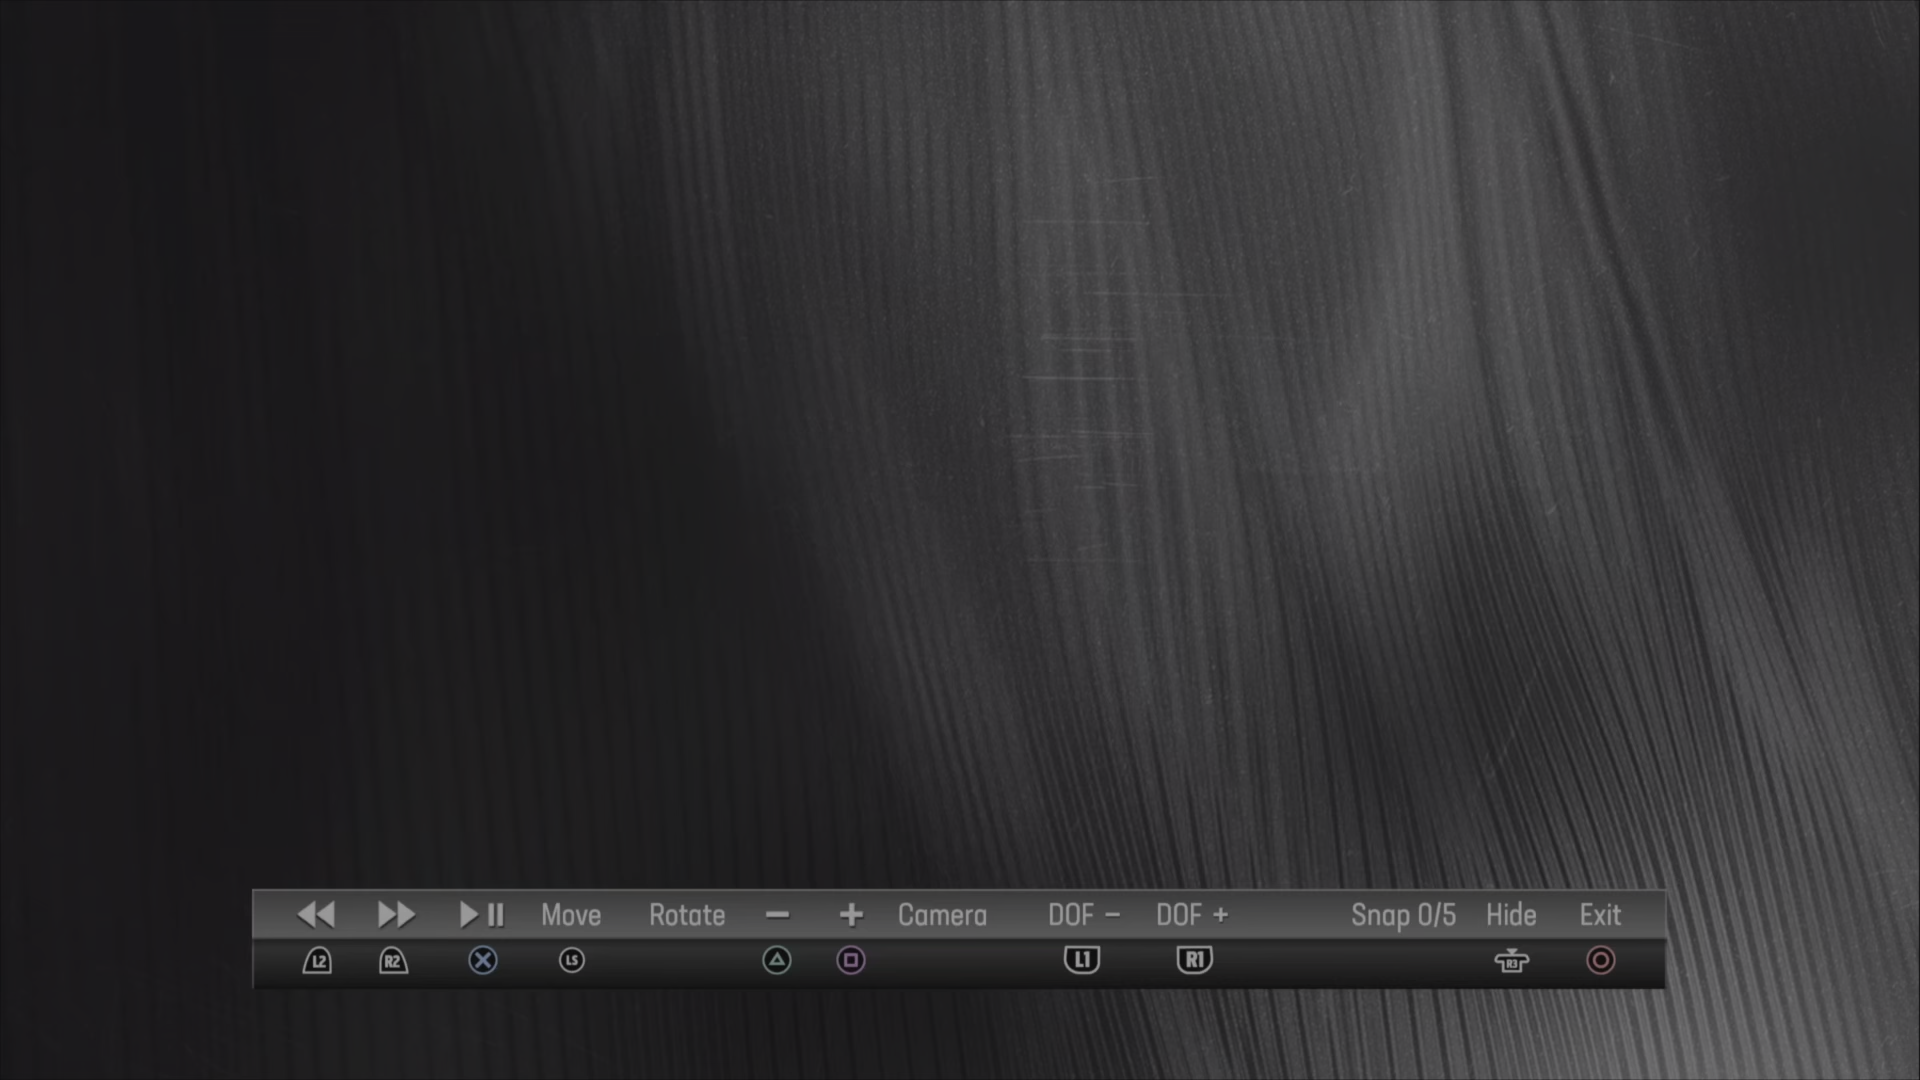 Move Rotate − + Camera DOF − DOF + Snap 0/5 Hide Exit
L2 R2 LS L1 R1 R3